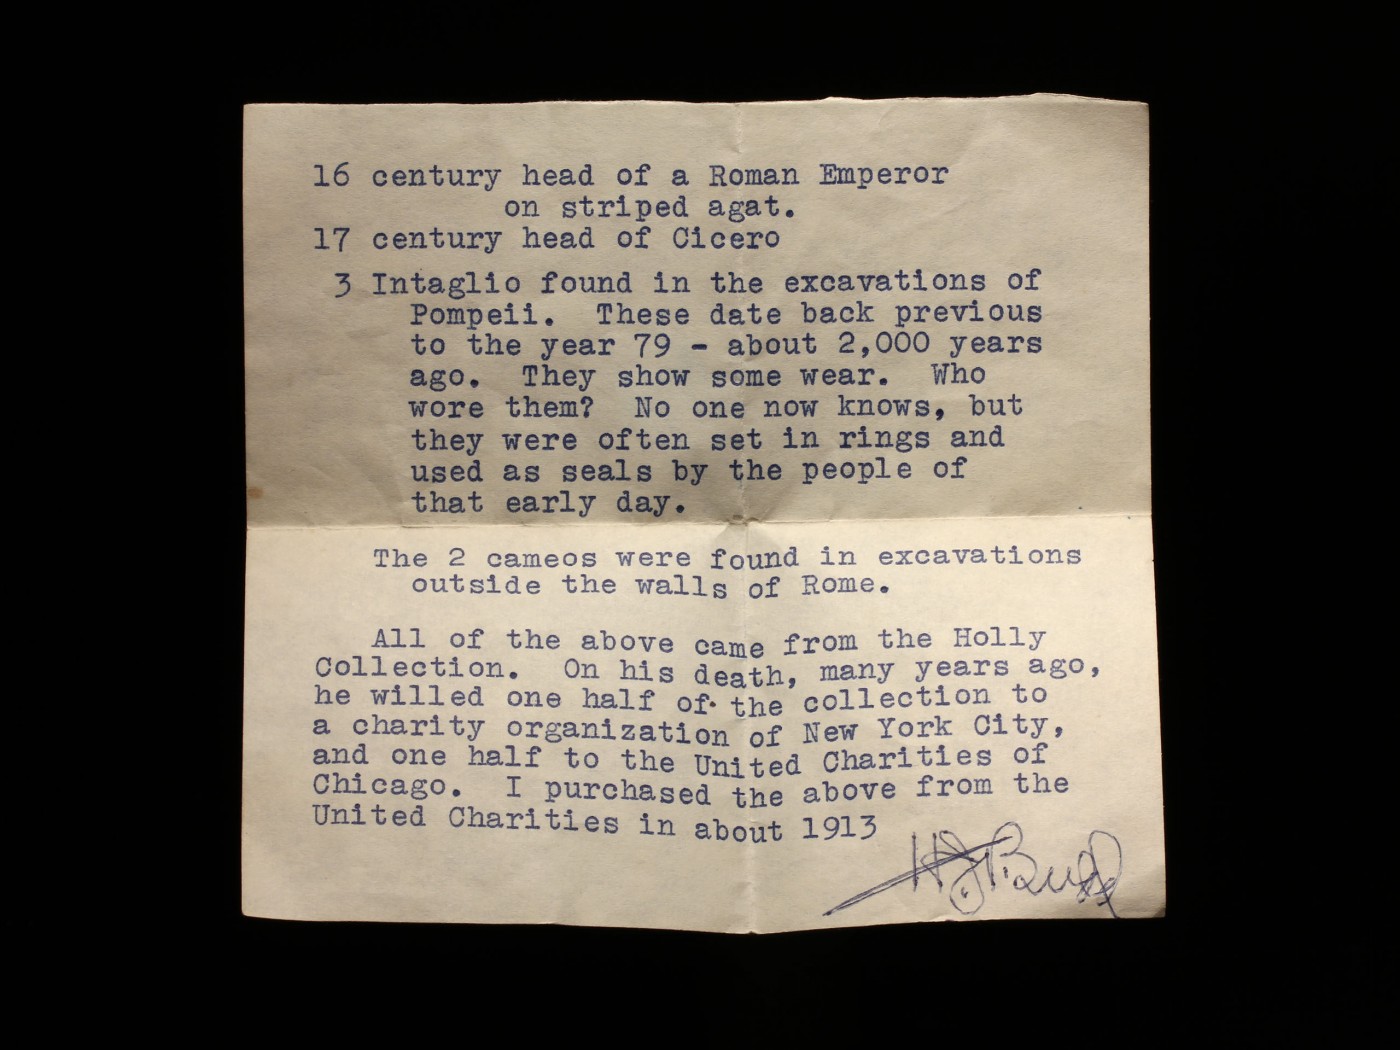 16 century head of a Roman Emperor
on striped agat.
17 century head of Cicero
3 Intaglio found in the excavations of
Pompeii. These date back previous
to the year 79 - about 2,000 years
ago. They show some wear. Who
wore them? No one now knows, but
they were often set in rings and
used as seals by the people of
that early day.
The 2 cameos were found in excavations
outside the walls of Rome.
All of the above came from the Holly
Collection. On his death, many years ago,
he willed one half of the collection to
a charity organization of New York City,
and one half to the United Charities of
Chicago. I purchased the above from the
United Charities in about 1913